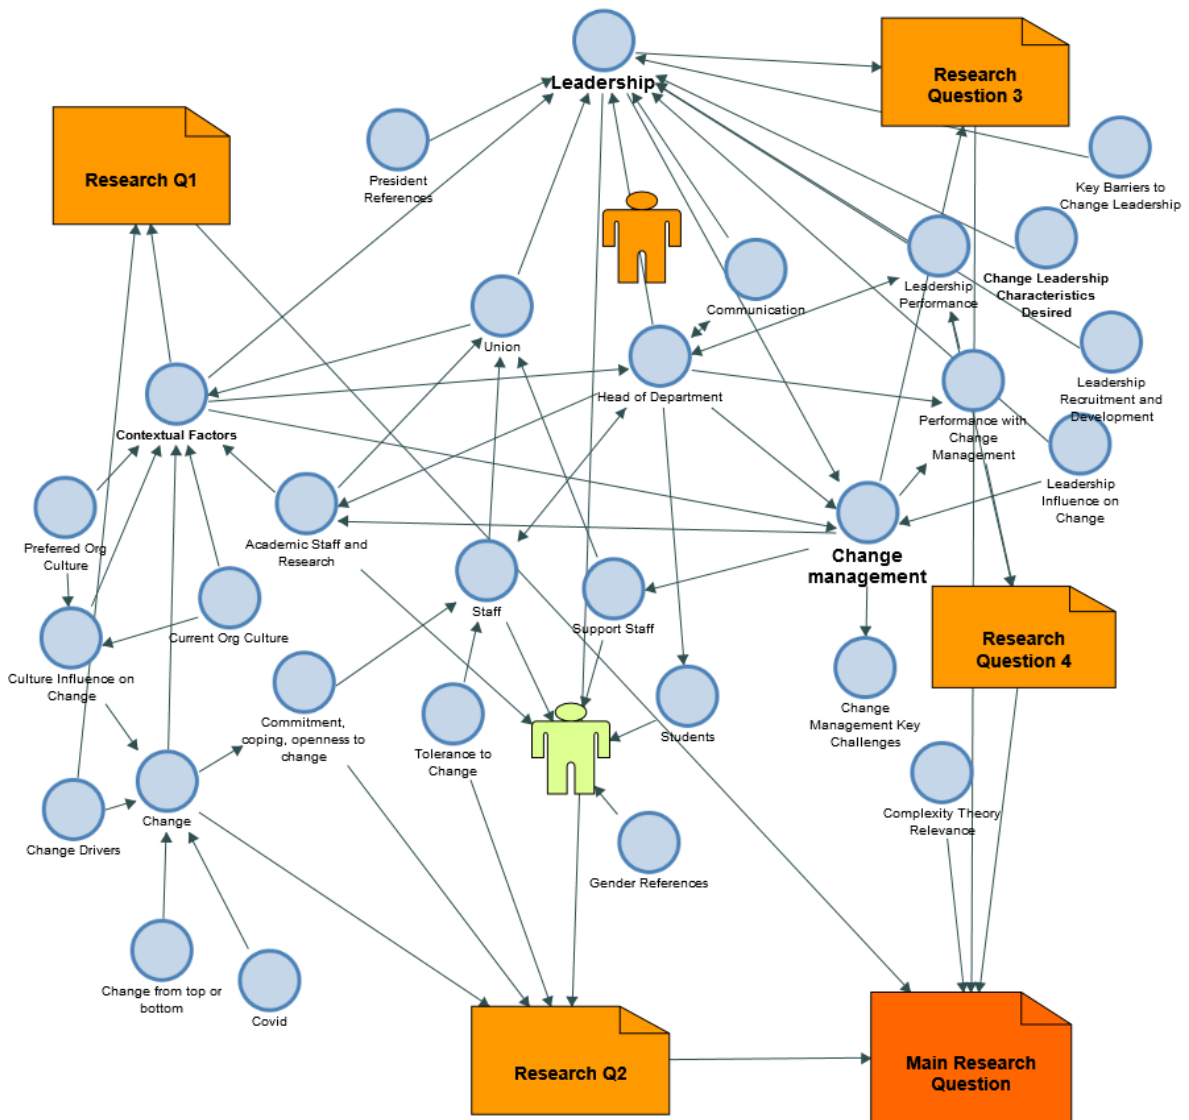 Leadership
Research
Question 3
Research Q1
President
References
Key Barriers to
Change Leadership
Change Leadership
Characteristics
Desired
Leadership
Performance
Communication
Union
Head of Department
Leadership
Recruitment and
Development
Contextual Factors
Performance with
Change
Management
Leadership
Influence on
Change
Preferred Org
Culture
Academic Staff and
Research
Change
management
Staff
Support Staff
Current Org Culture
Culture Influence on
Change
Research
Question 4
Commitment,
coping, openness to
change
Tolerance to
Change
Students
Change
Management Key
Challenges
Change
Change Drivers
Complexity Theory
Relevance
Gender References
Change from top or
bottom
Covid
Research Q2
Main Research
Question